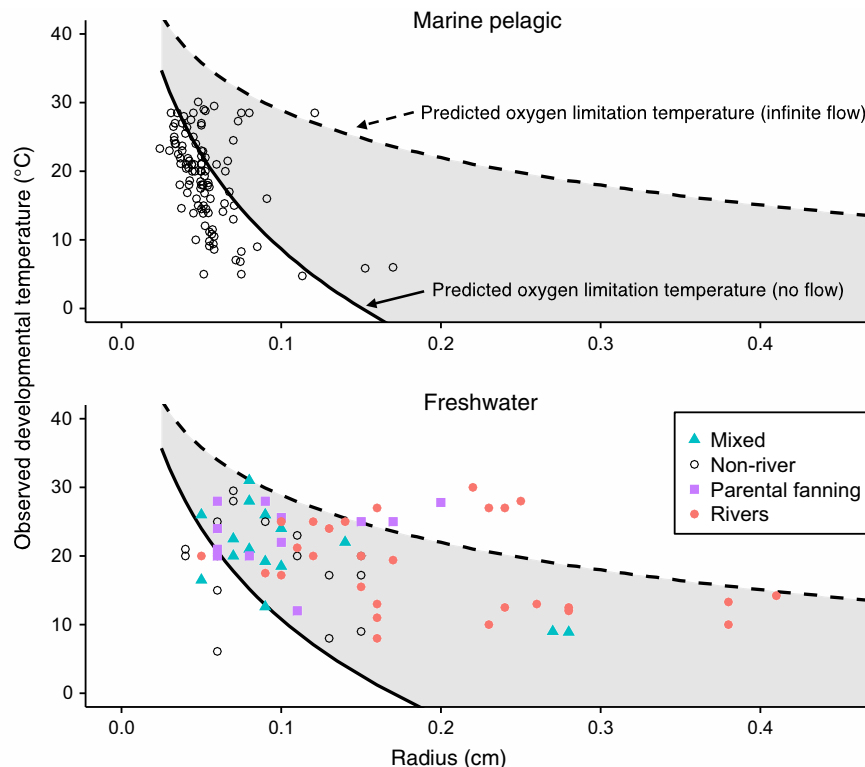 Marine pelagic
40
30
20
10
0
Predicted oxygen limitation temperature (infinite flow)
Predicted oxygen limitation temperature (no flow)
0.0 0.1 0.2 0.3 0.4
Observed developmental temperature (°C)
Freshwater
40
30
20
10
0
Mixed
Non-river
Parental fanning
Rivers
0.0 0.1 0.2 0.3 0.4
Radius (cm)